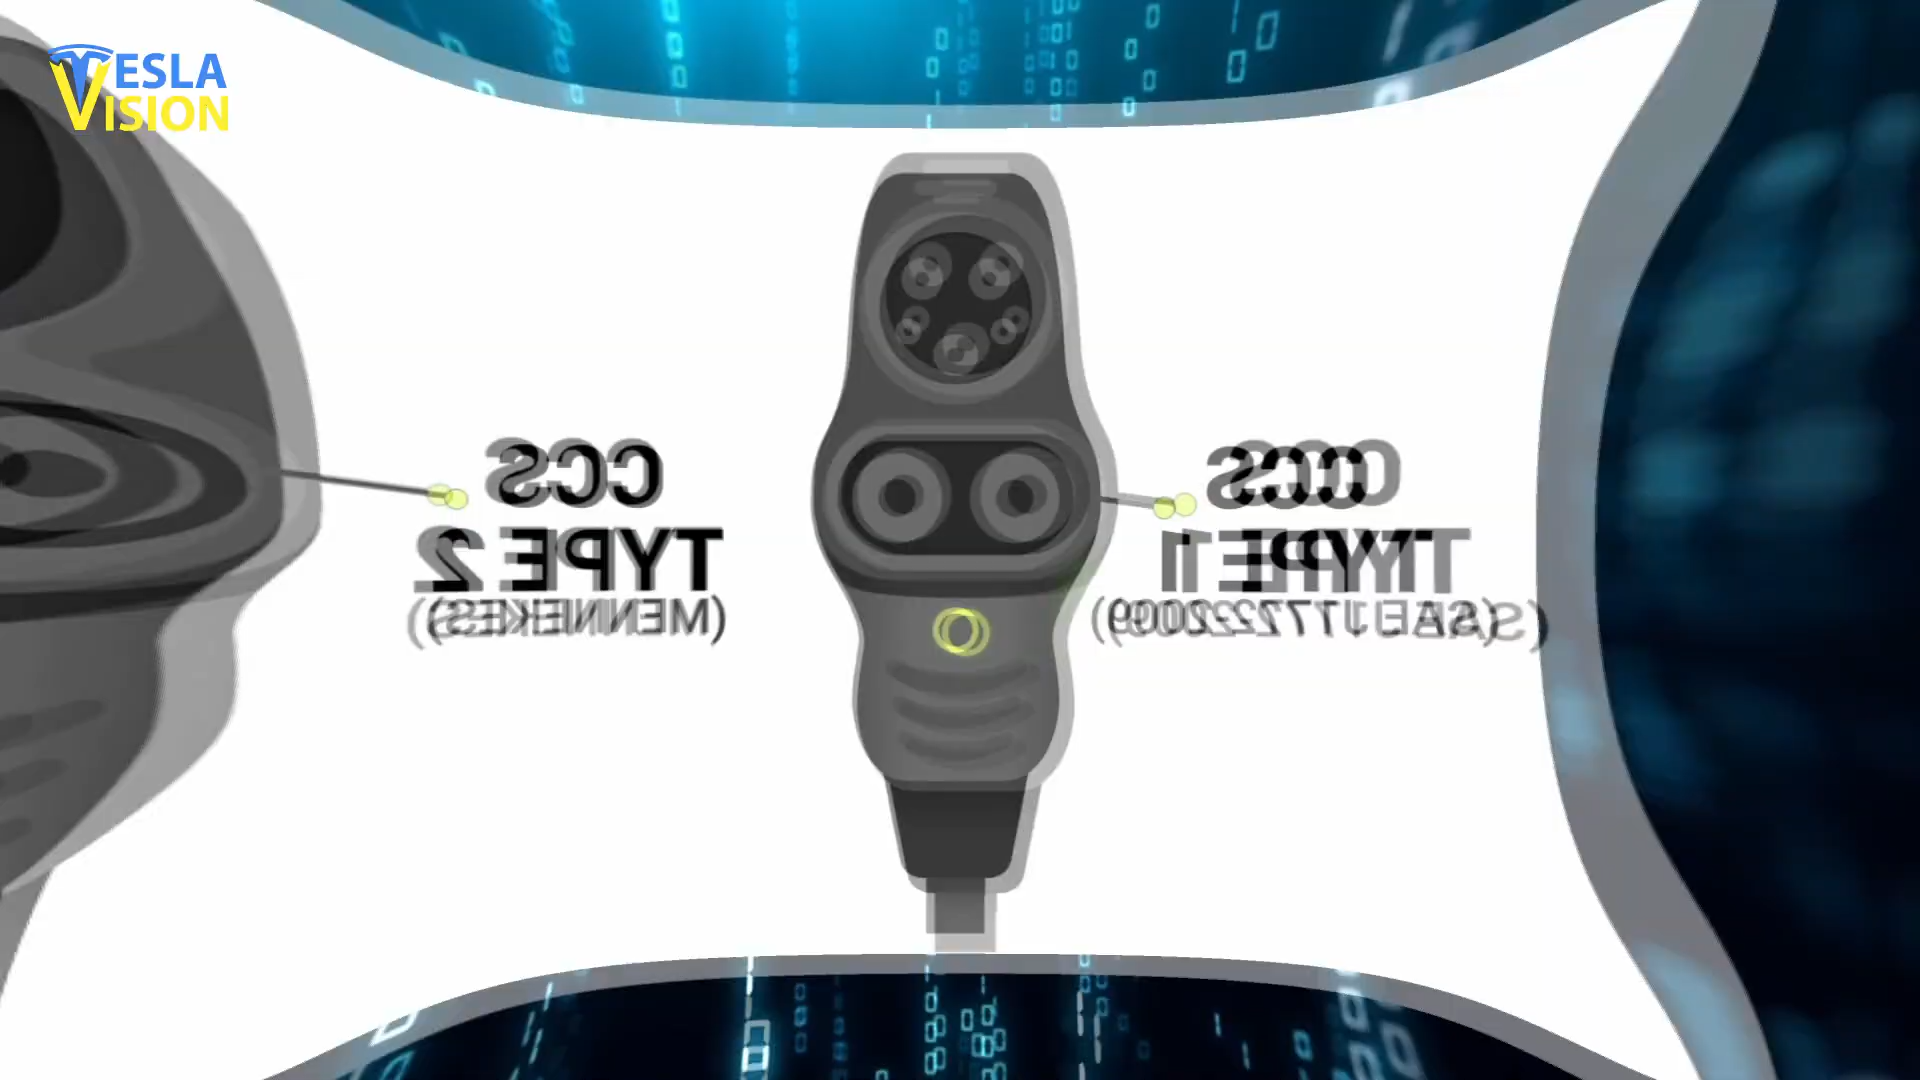 TESLA
VISION
CCS
TYPE 2
(MENNEKES)
CCS
TYPE 1
(SAE J1772-2009)